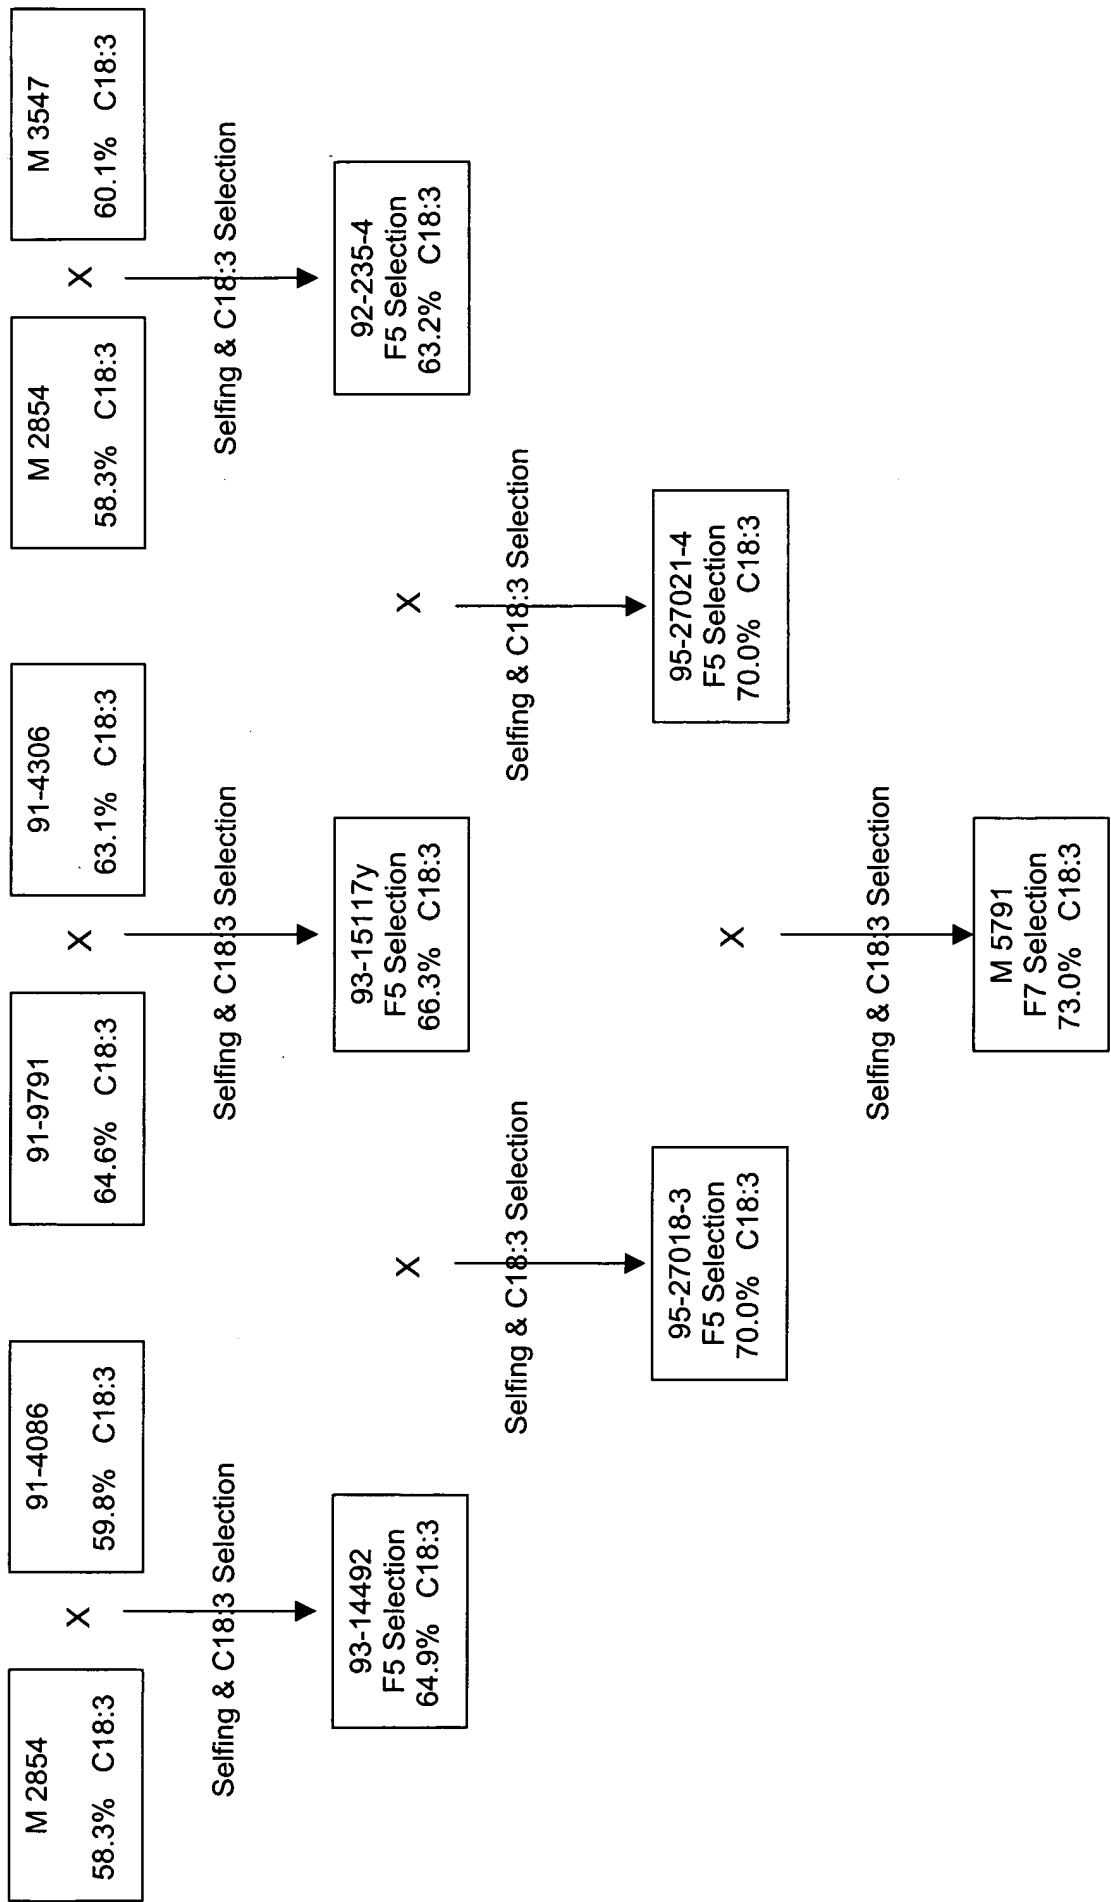 M 2854
58.3% C18:3
X
91-4086
59.8% C18:3
91-9791
64.6% C18:3
X
91-4306
63.1% C18:3
M 2854
58.3% C18:3
X
M 3547
60.1% C18:3
Selfing & C18:3 Selection
Selfing & C18:3 Selection
Selfing & C18:3 Selection
93-14492
F5 Selection
64.9% C18:3
X
93-15117y
F5 Selection
66.3% C18:3
X
92-235-4
F5 Selection
63.2% C18:3
Selfing & C18:3 Selection
Selfing & C18:3 Selection
95-27018-3
F5 Selection
70.0% C18:3
X
95-27021-4
F5 Selection
70.0% C18:3
Selfing & C18:3 Selection
M 5791
F7 Selection
73.0% C18:3